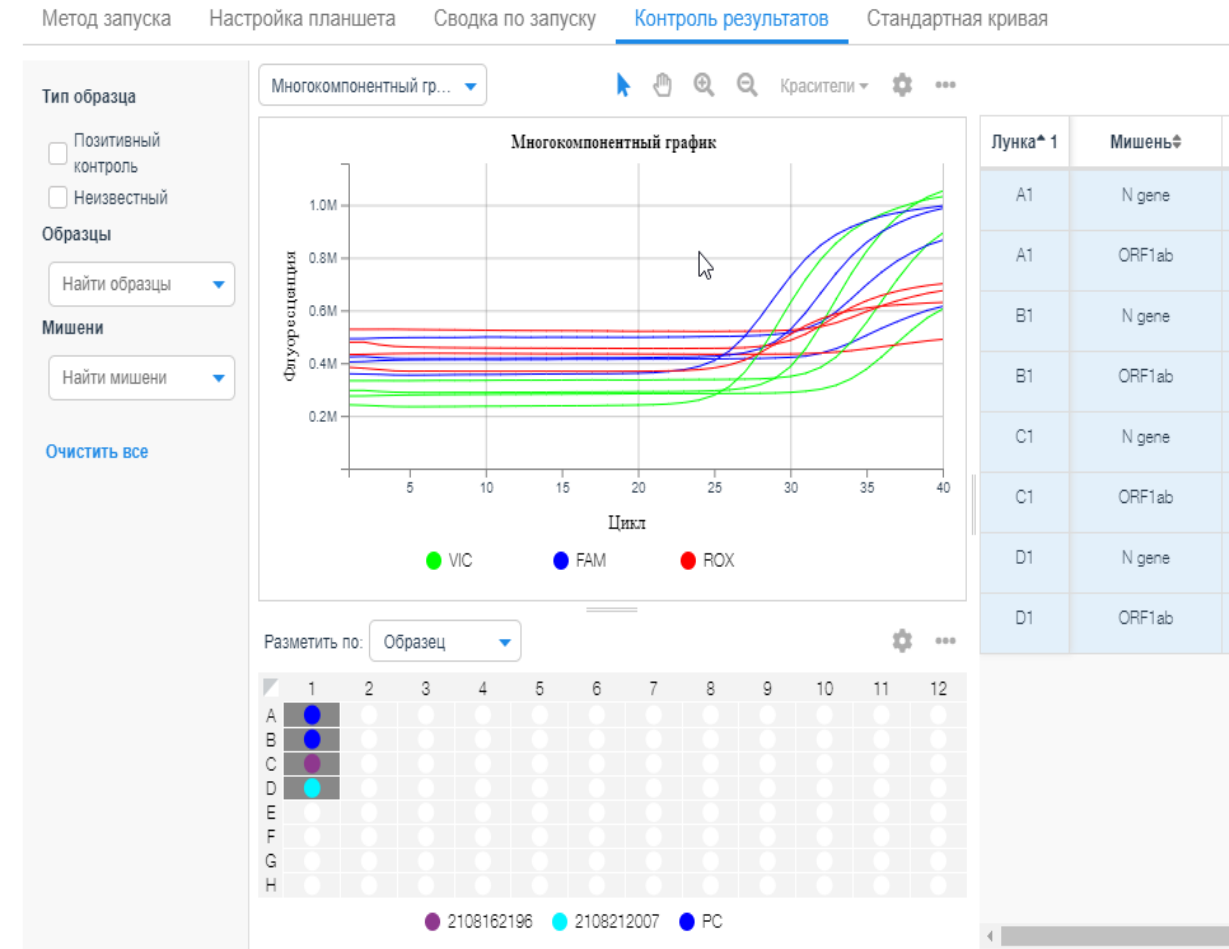 Метод запуска Настройка планшета Сводка по запуску Контроль результатов Стандартная кривая
Тип образца
Позитивный
контроль
Неизвестный
Образцы
Найти образцы
Мишени
Найти мишени
Очистить все
Многокомпонентный гр... Красители
Многокомпонентный график
Флуоресценция
1.0M
0.8M
0.6M
0.4M
0.2M
5 10 15 20 25 30 35 40
Цикл
VIC FAM ROX
Разметить по: Образец
1 2 3 4 5 6 7 8 9 10 11 12
A
B
C
D
E
F
G
H
2108162196 2108212007 PC
Лунка 1 Мишень
A1 N gene
A1 ORF1ab
B1 N gene
B1 ORF1ab
C1 N gene
C1 ORF1ab
D1 N gene
D1 ORF1ab